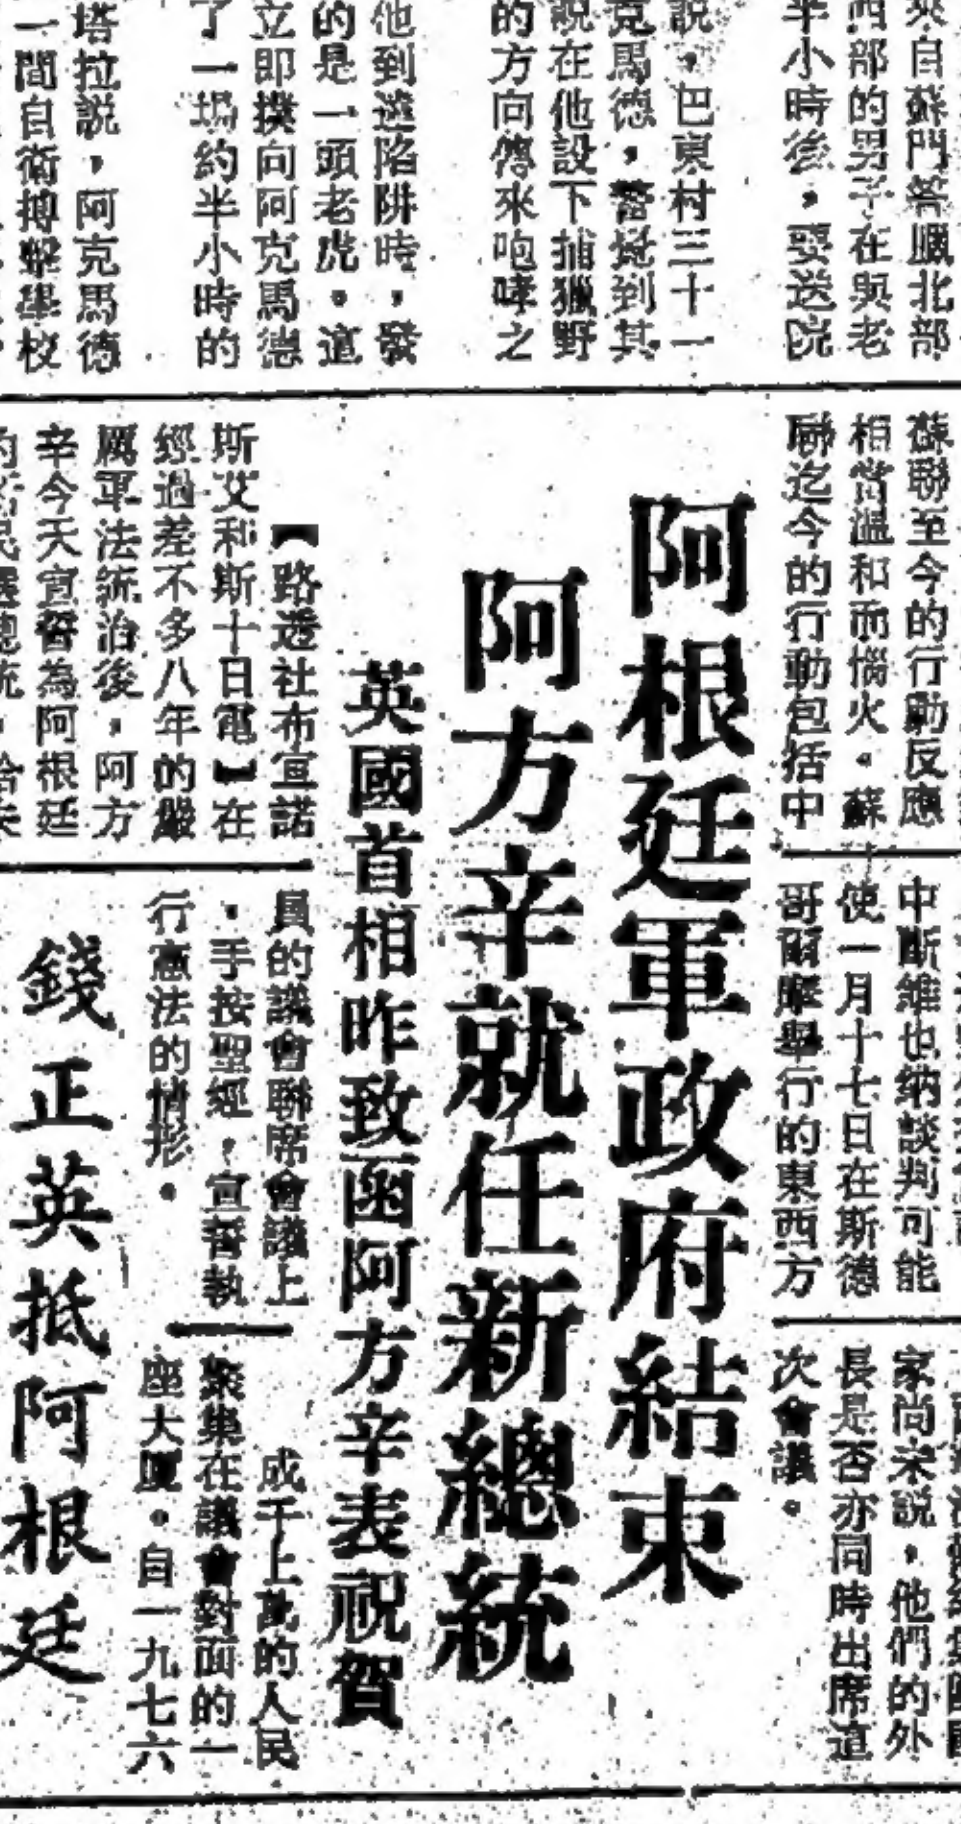 來自蘇門答臘北部
西部的男子在與老
半小時後，要送院
說，巴東村三十一
克馬德，警覺到其
說在他設下捕獵野
的方向傳來咆哮之
他到達陷阱時，發
的是一頭老虎。這
立即撲向阿克馬德
了一場約半小時的
塔拉說，阿克馬德
一間自衛搏擊學校
蘇聯至今的行動反應
相當溫和而惱火。蘇
聯迄今的行動包括中
中斷維也納談判可能
使一月十七日在斯德
哥爾摩舉行的東西方
家尚未說，他們的外
長是否亦同時出席這
次會議。
阿根廷軍政府結束
阿方辛就任新總統
英國首相昨致函阿方辛表祝賀
【路透社布宣諾
斯艾和斯十日電】在
經過差不多八年的嚴
厲軍法統治後，阿方
辛今天宣誓為阿根廷
員的議會聯席會議上
，手按聖經，宣誓執
行憲法的情形。
成千上萬的人民
聚集在議會對面的一
座大廈。自一九七六
錢正英抵阿根廷